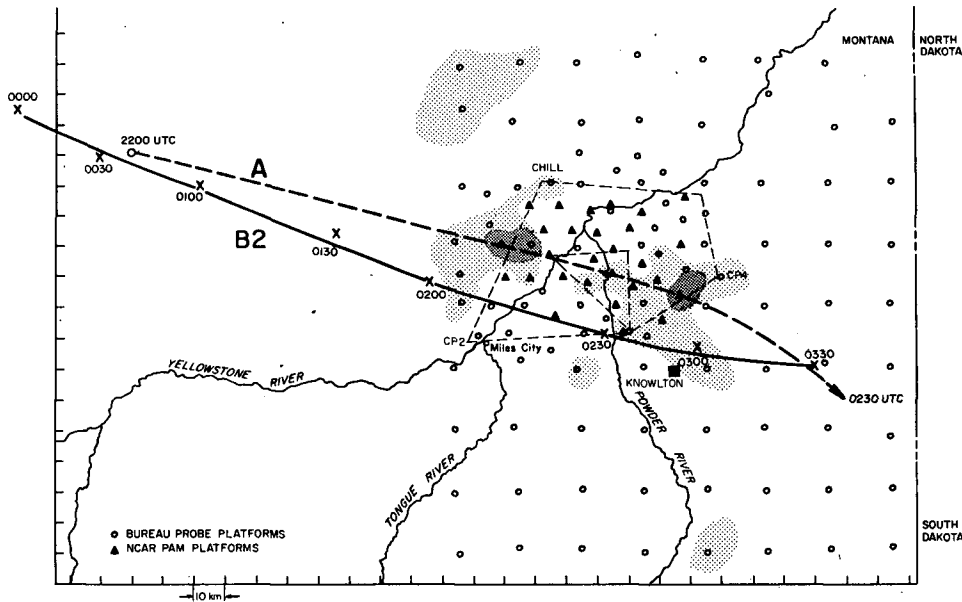 MONTANA
NORTH
DAKOTA
0000
2200 UTC
0030
A
CHILL
0100
B2
0130
CP4
0200
0230
CP2
Miles City
0300
0330
YELLOWSTONE
RIVER
KNOWLTON
0230 UTC
POWDER
RIVER
TONGUE RIVER
BUREAU PROBE PLATFORMS
NCAR PAM PLATFORMS
SOUTH
DAKOTA
10 km